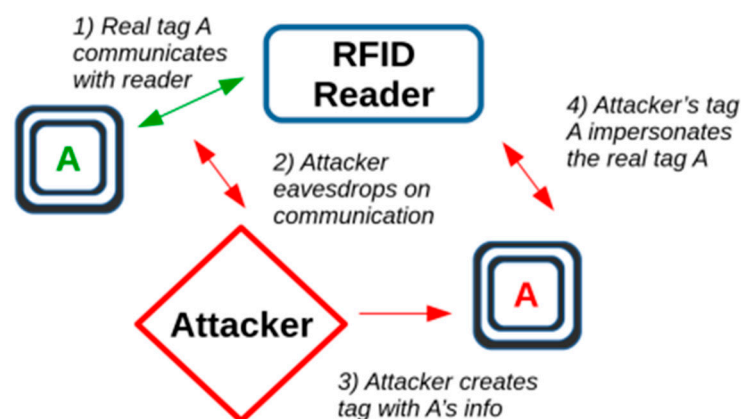 1) Real tag A
communicates
with reader
RFID
Reader
4) Attacker's tag
A impersonates
the real tag A
A
2) Attacker
eavesdrops on
communication
Attacker
A
3) Attacker creates
tag with A's info